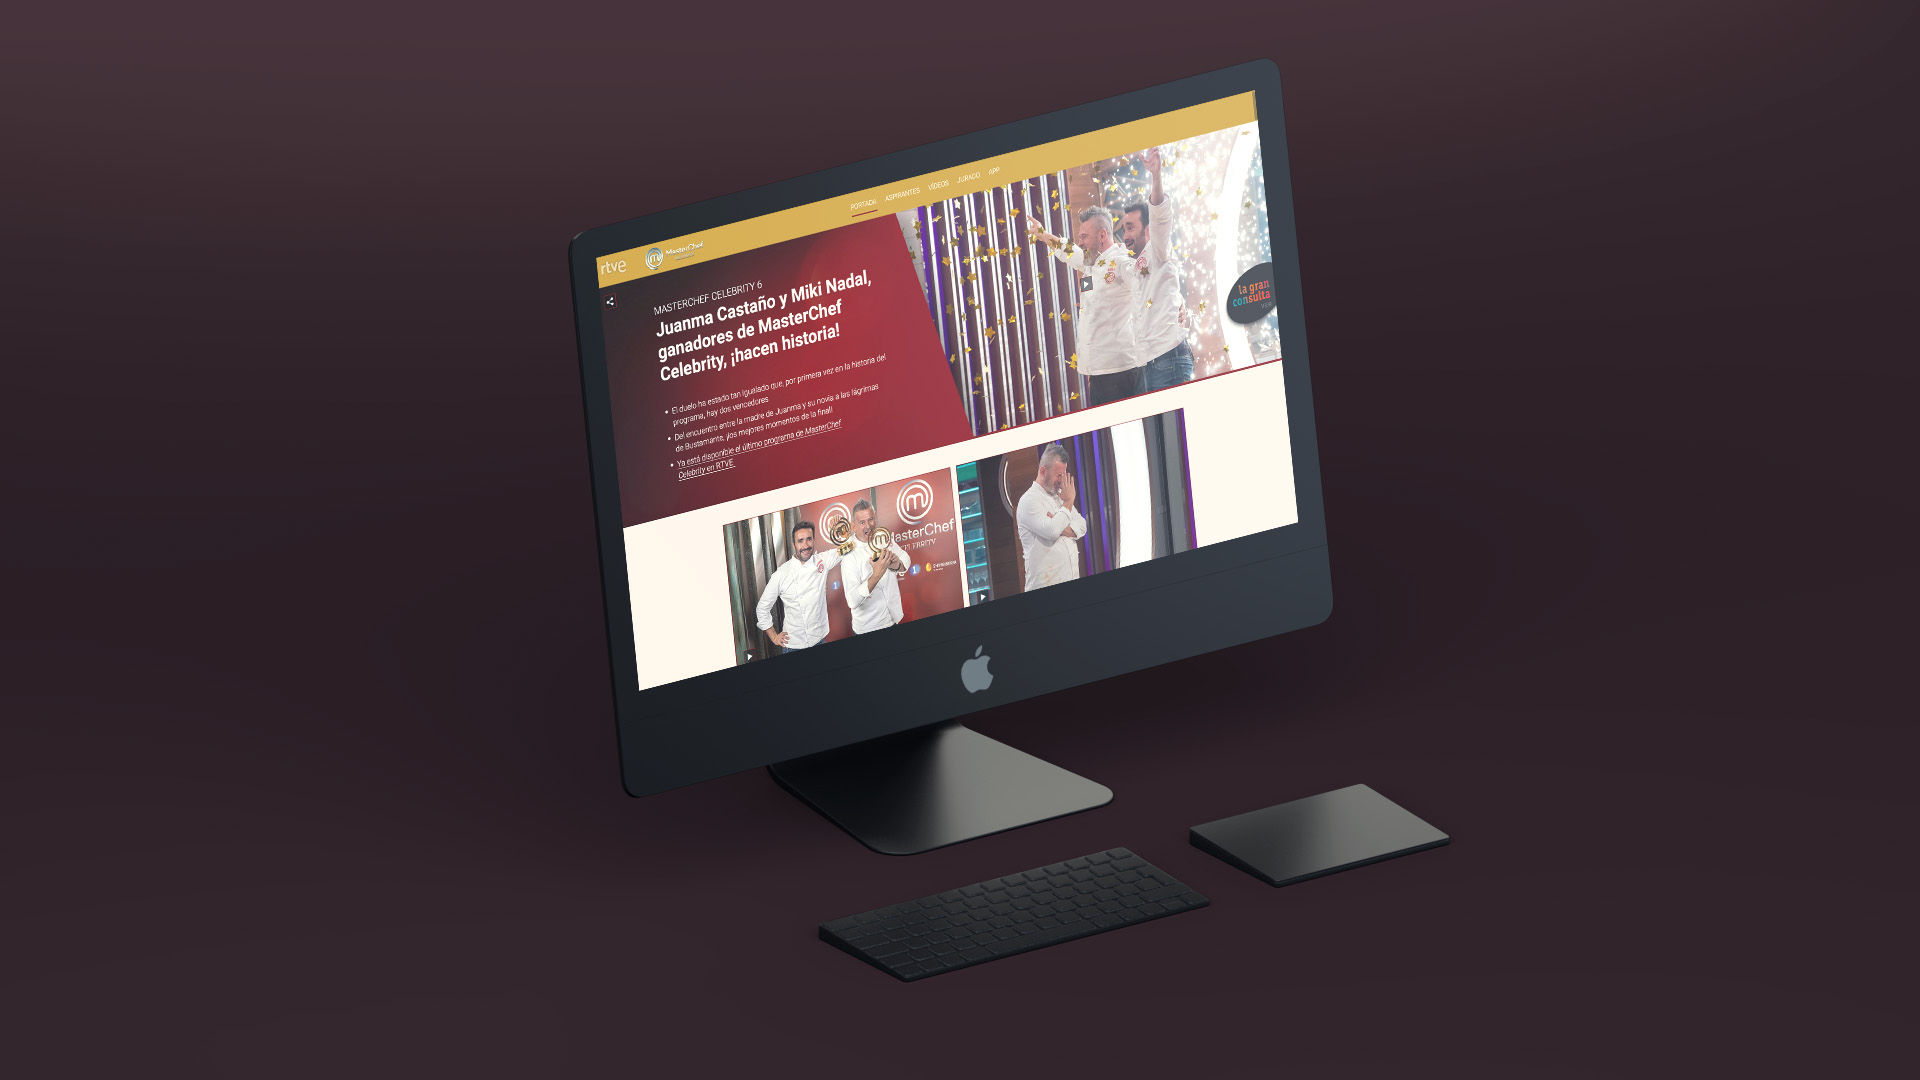 PORTADA ASPIRANTES VÍDEOS JURADO APP
rtve MasterChef
MASTERCHEF CELEBRITY 6
Juanma Castaño y Miki Nadal,
ganadores de MasterChef
Celebrity, ¡hacen historia!
El duelo ha estado tan igualado que, por primera vez en la historia del
programa, hay dos vencedores
Del encuentro entre la madre de Juanma y su novia a las lágrimas
de Bustamante, ¡los mejores momentos de la final!
Ya está disponible el último programa de MasterChef
Celebrity en RTVE
la gran
consulta
VER
MasterChef